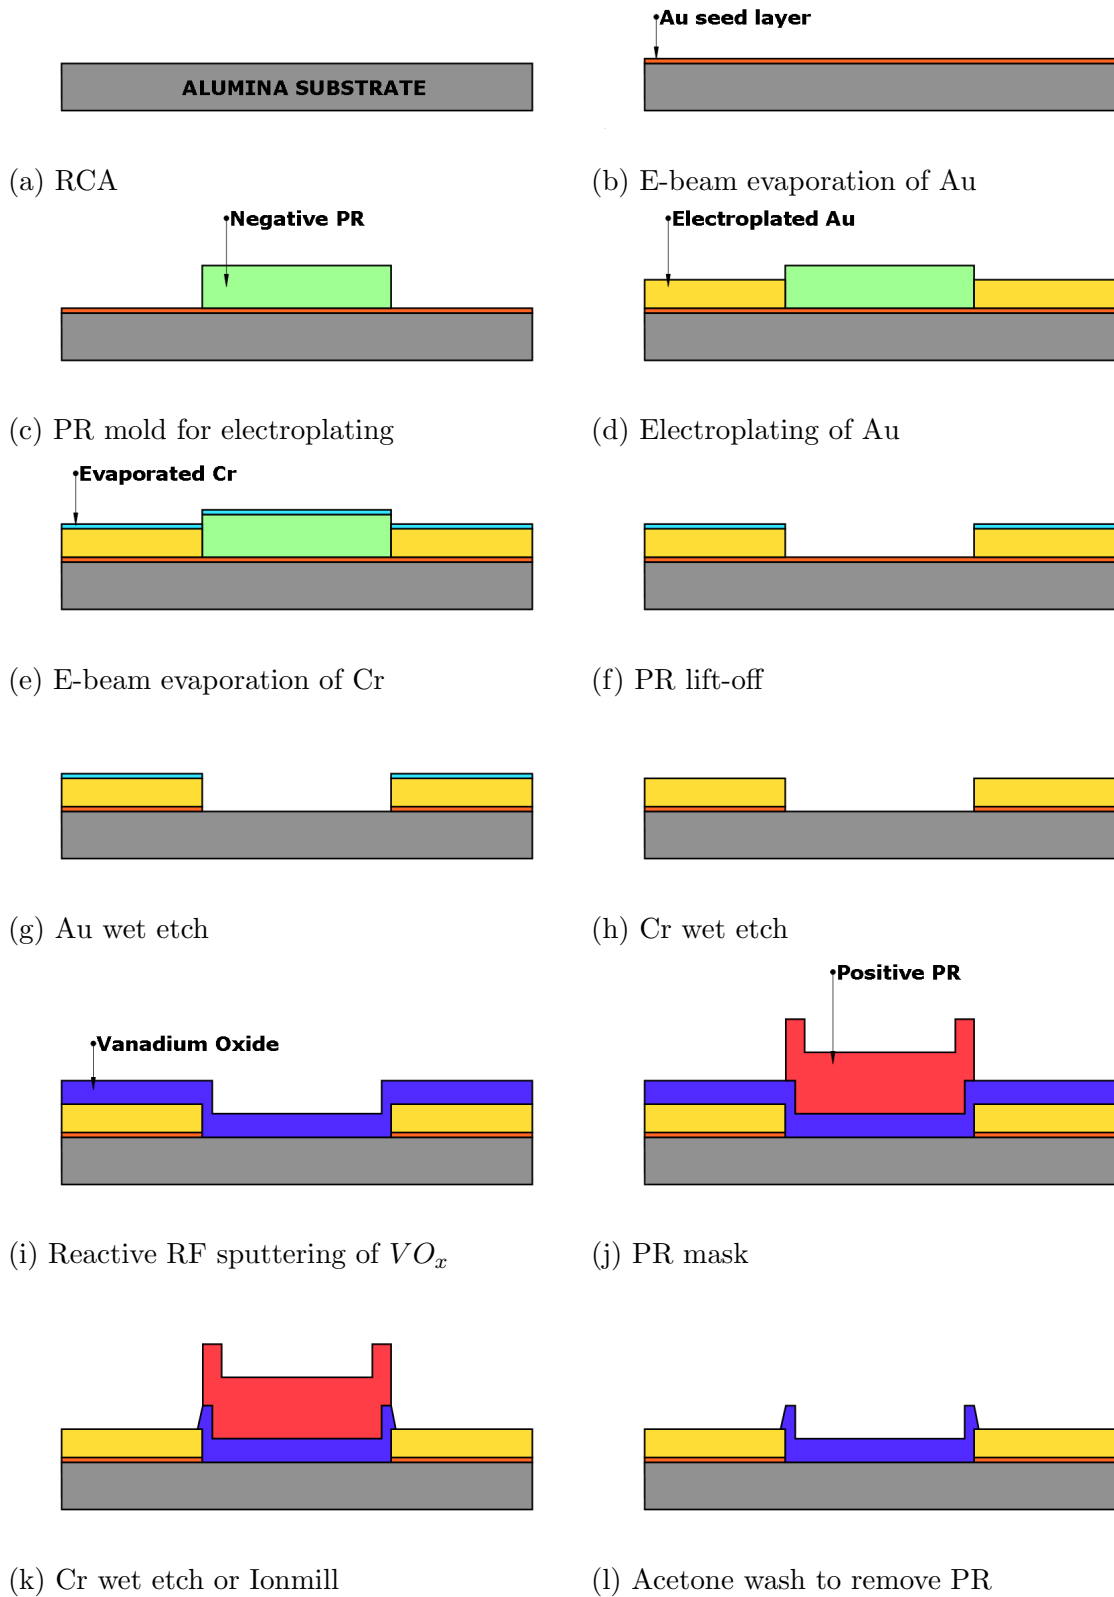 Au seed layer
ALUMINA SUBSTRATE
(a) RCA
(b) E-beam evaporation of Au
Negative PR
Electroplated Au
(c) PR mold for electroplating
(d) Electroplating of Au
Evaporated Cr
(e) E-beam evaporation of Cr
(f) PR lift-off
(g) Au wet etch
(h) Cr wet etch
Positive PR
Vanadium Oxide
(i) Reactive RF sputtering of VOx
(j) PR mask
(k) Cr wet etch or Ionmill
(l) Acetone wash to remove PR